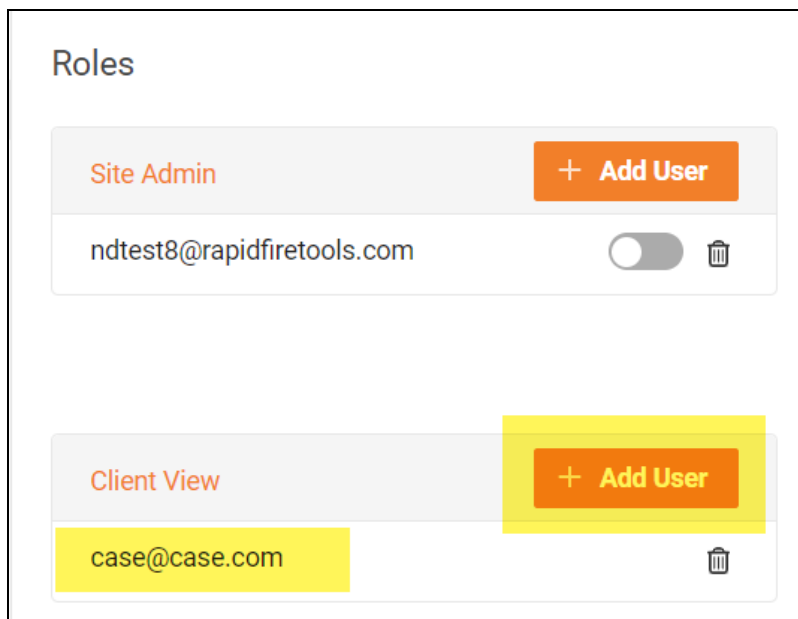 Roles
Site Admin
+ Add User
ndtest8@rapidfiretools.com
Client View
+ Add User
case@case.com